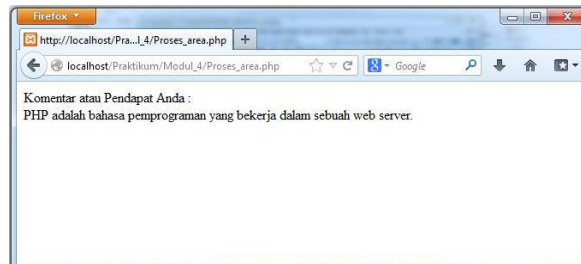 Firefox
http://localhost/Pra...l_4/Proses_area.php
localhost/Praktikum/Modul_4/Proses_area.php
Google
Komentar atau Pendapat Anda :
PHP adalah bahasa pemprograman yang bekerja dalam sebuah web server.